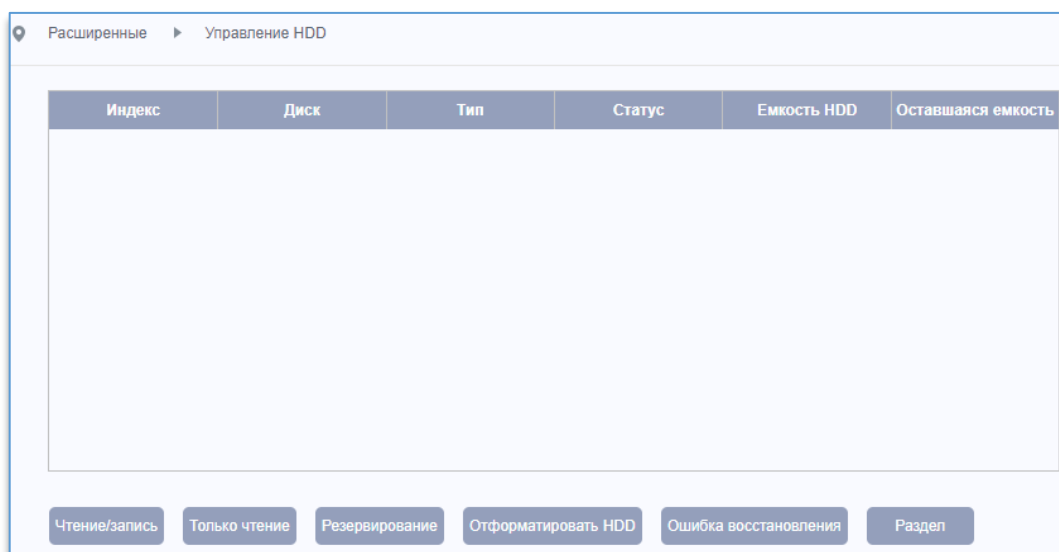 Расширенные Управление HDD
Индекс Диск Тип Статус Емкость HDD Оставшаяся емкость
Чтение/запись Только чтение Резервирование Отформатировать HDD Ошибка восстановления Раздел